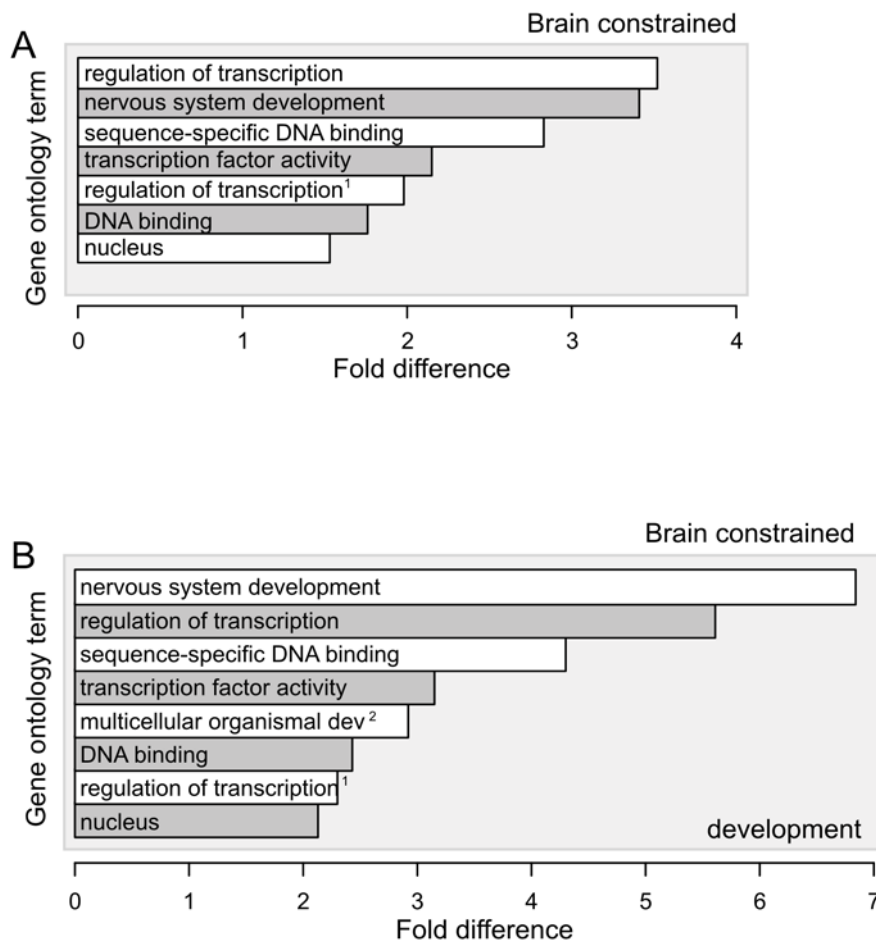 Brain constrained
A
Gene ontology term
regulation of transcription
nervous system development
sequence-specific DNA binding
transcription factor activity
regulation of transcription¹
DNA binding
nucleus
0 1 2 3 4
Fold difference
Brain constrained
B
Gene ontology term
nervous system development
regulation of transcription
sequence-specific DNA binding
transcription factor activity
multicellular organismal dev²
DNA binding
regulation of transcription¹
nucleus
development
0 1 2 3 4 5 6 7
Fold difference